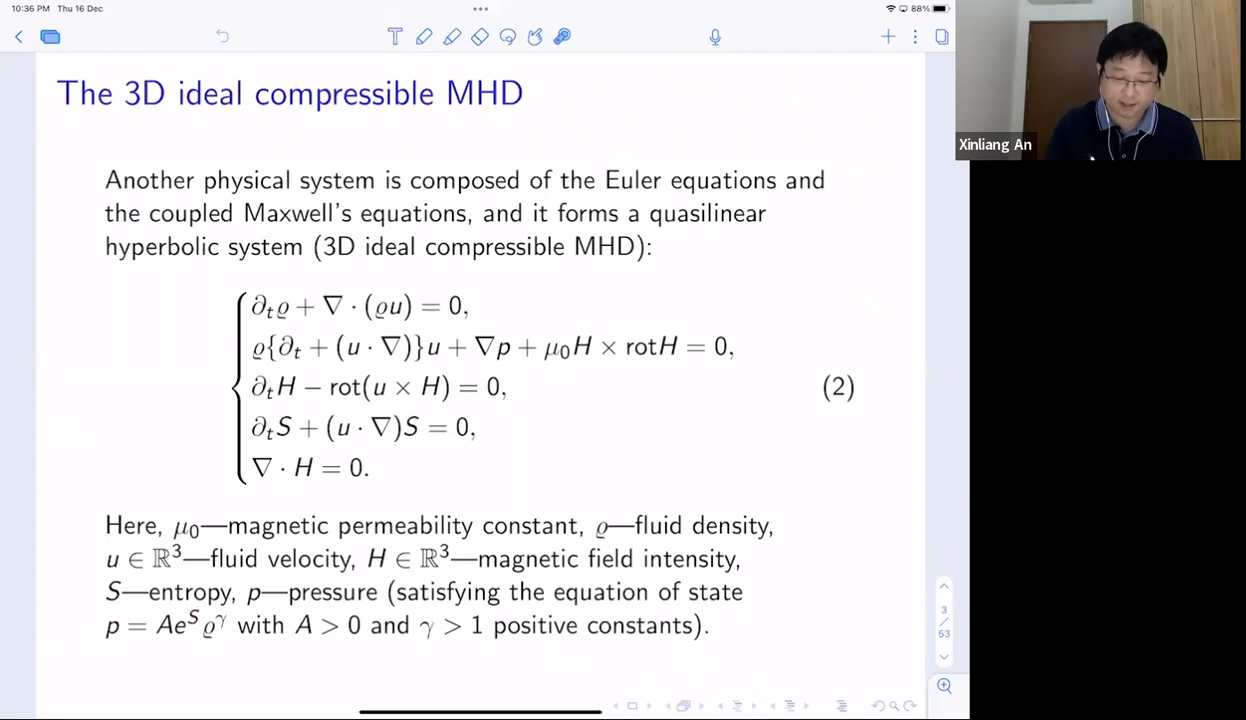 10:36 PM Thu 16 Dec
88%
The 3D ideal compressible MHD
Xinliang An
Another physical system is composed of the Euler equations and
the coupled Maxwell's equations, and it forms a quasilinear
hyperbolic system (3D ideal compressible MHD):
∂tϱ + ∇ · (ϱu) = 0,
ϱ{∂t + (u · ∇)}u + ∇p + μ0H × rotH = 0,
∂tH − rot(u × H) = 0,
(2)
∂tS + (u · ∇)S = 0,
∇ · H = 0.
Here, μ0—magnetic permeability constant, ϱ—fluid density,
u ∈ ℝ³—fluid velocity, H ∈ ℝ³—magnetic field intensity,
S—entropy, p—pressure (satisfying the equation of state
p = Ae^Sϱ^γ with A > 0 and γ > 1 positive constants).
3
/
53